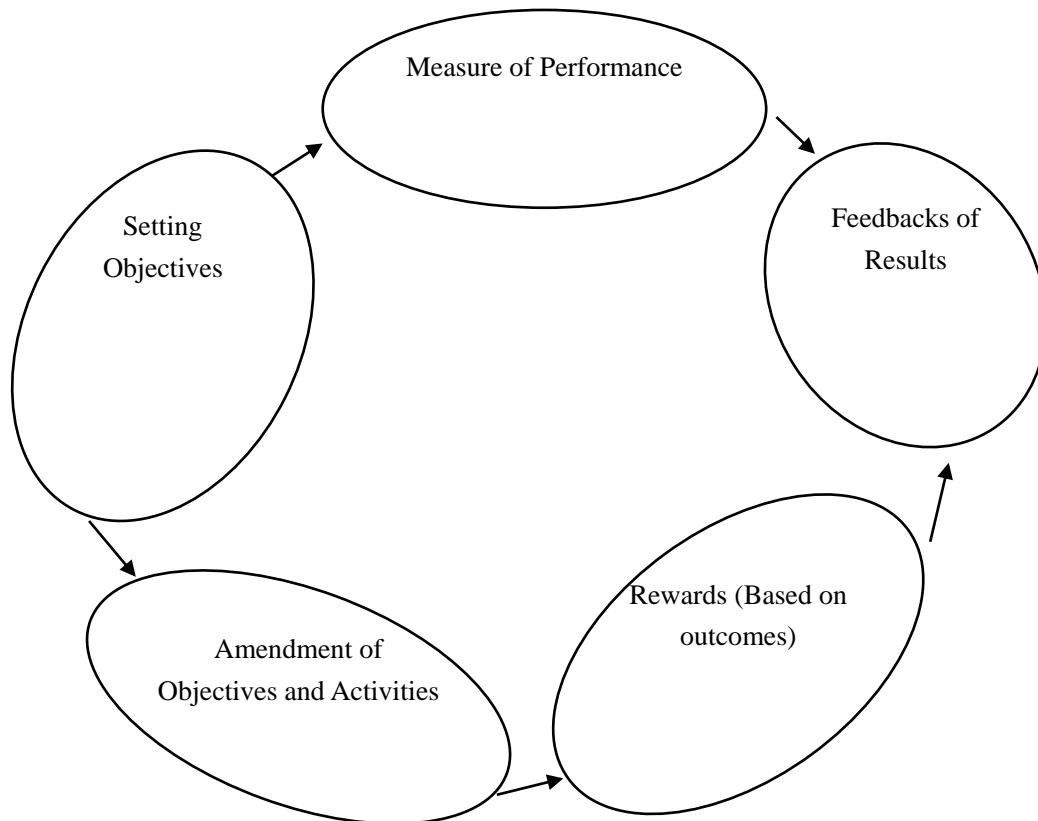 Measure of Performance
Setting
Objectives
Feedbacks of
Results
Rewards (Based on
outcomes)
Amendment of
Objectives and Activities